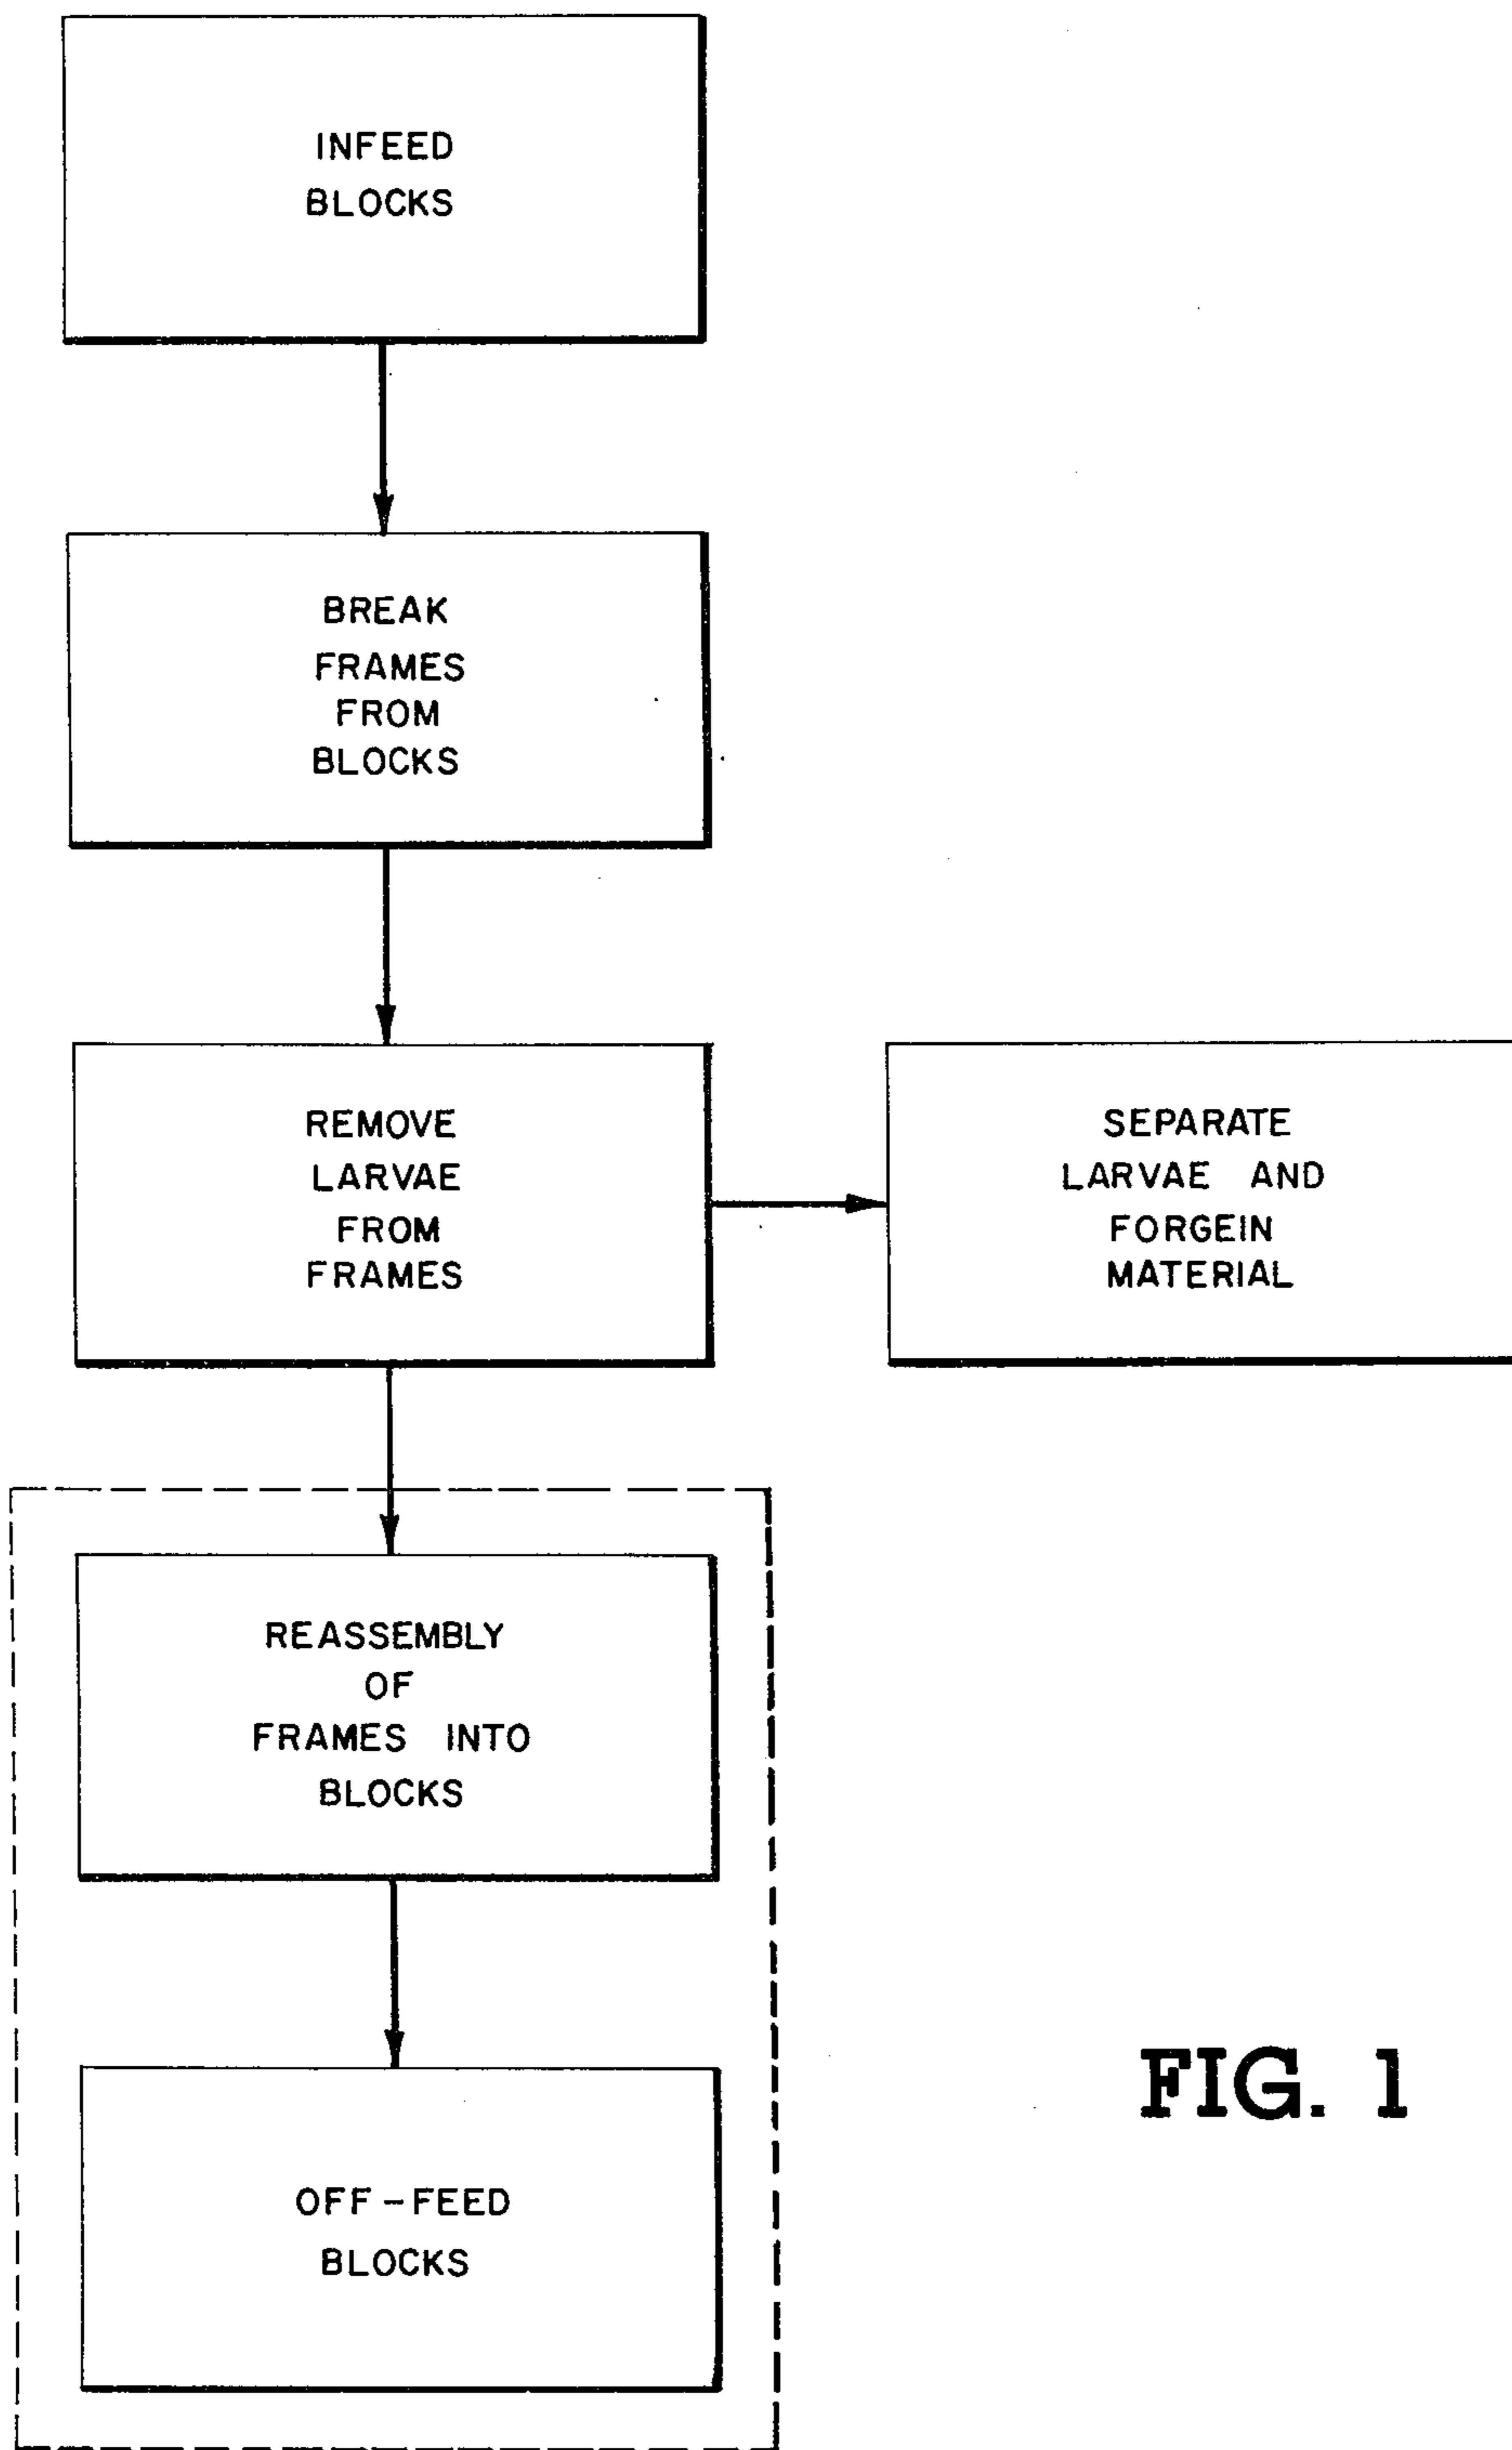 INFEED
BLOCKS
BREAK
FRAMES
FROM
BLOCKS
REMOVE
LARVAE
FROM
FRAMES
SEPARATE
LARVAE AND
FORGEIN
MATERIAL
REASSEMBLY
OF
FRAMES INTO
BLOCKS
OFF-FEED
BLOCKS
FIG. 1